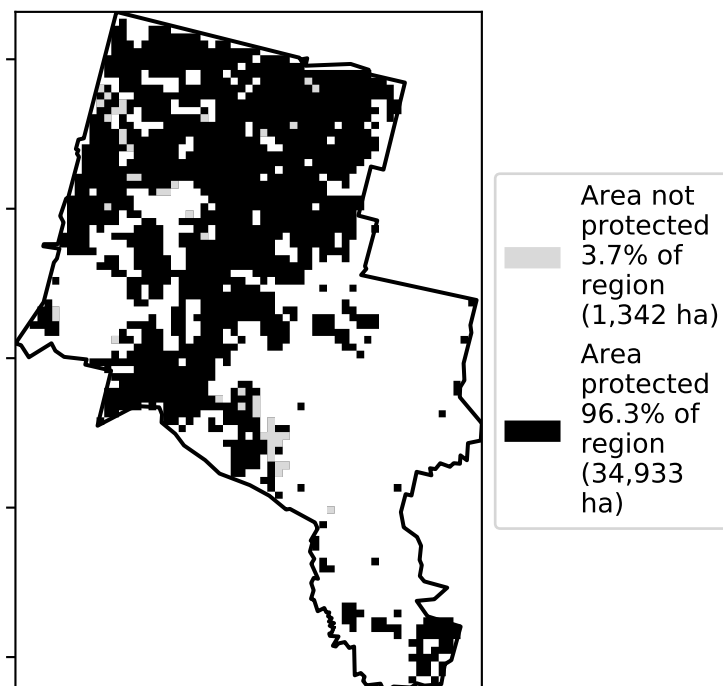 Area not
protected
3.7% of
region
(1,342 ha)
Area
protected
96.3% of
region
(34,933
ha)